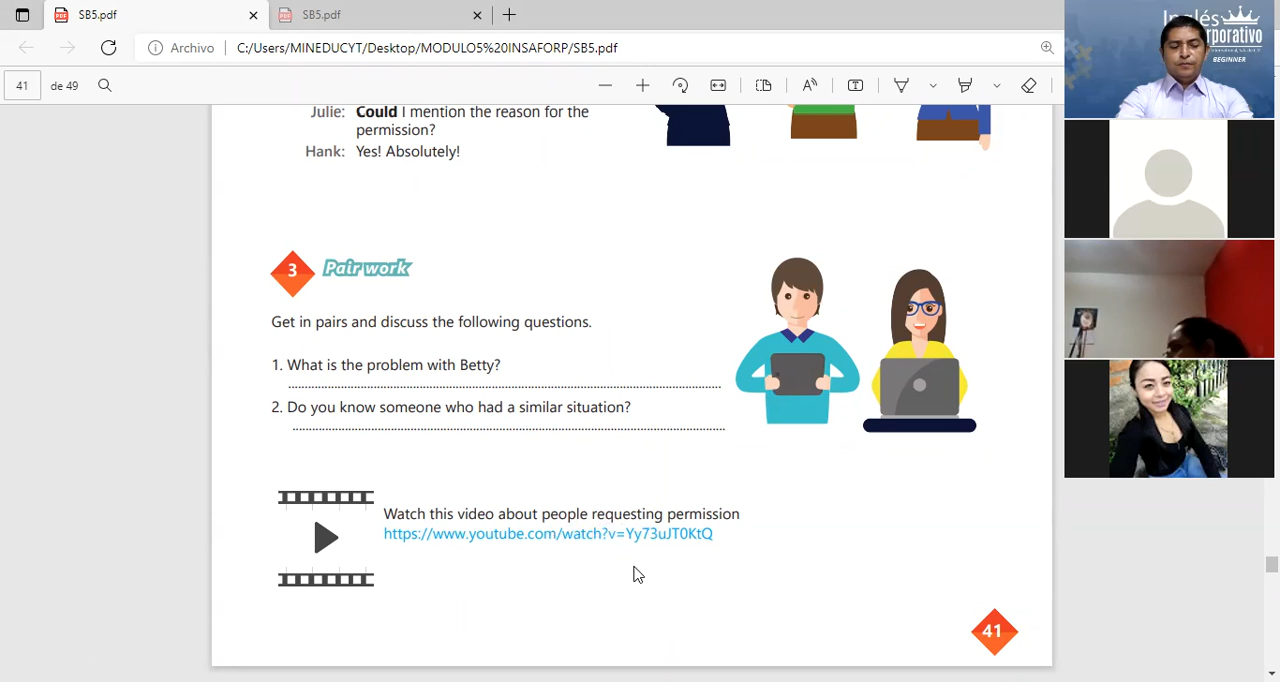 SB5.pdf
SB5.pdf
Archivo
C:/Users/MINEDUCYT/Desktop/MODULO5%20INSAFORP/SB5.pdf
41 de 49
Julie: Could I mention the reason for the
permission?
Hank: Yes! Absolutely!
3 Pair work
Get in pairs and discuss the following questions.
1. What is the problem with Betty?
2. Do you know someone who had a similar situation?
Watch this video about people requesting permission
https://www.youtube.com/watch?v=Yy73uJT0KtQ
41
Inglés
BEGINNER